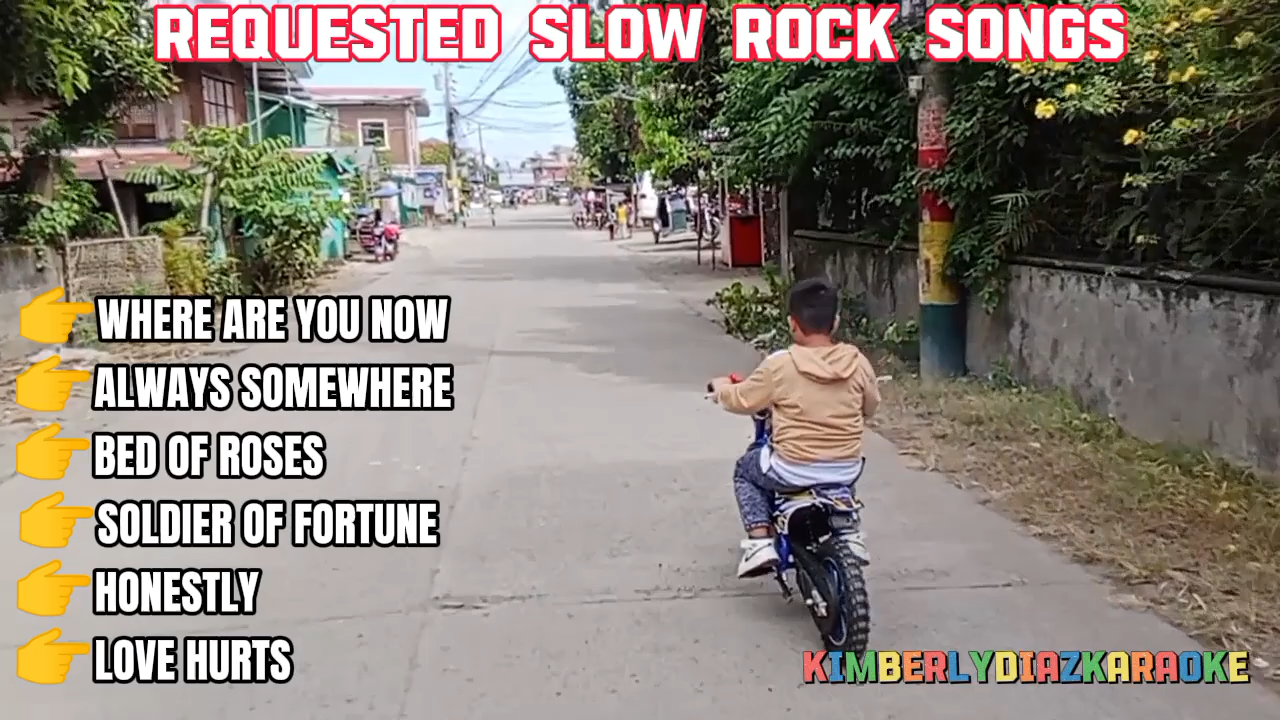 REQUESTED SLOW ROCK SONGS
WHERE ARE YOU NOW
ALWAYS SOMEWHERE
BED OF ROSES
SOLDIER OF FORTUNE
HONESTLY
LOVE HURTS
KIMBERLYDIAZKARAOKE